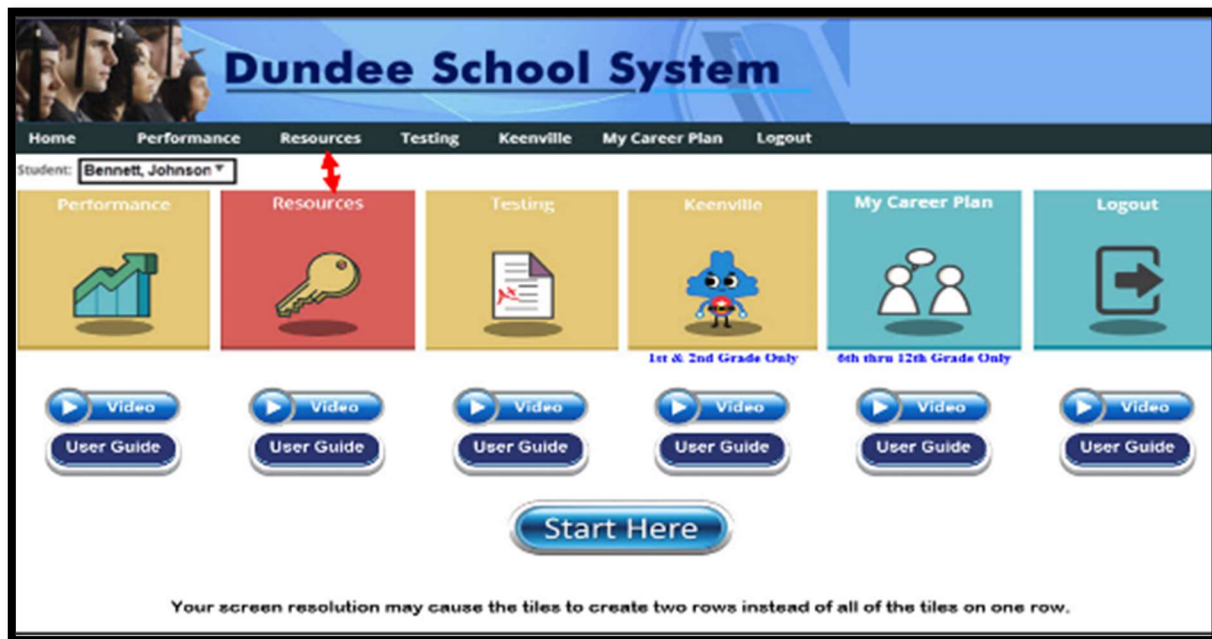 Dundee School System
Home Performance Resources Testing Keenville My Career Plan Logout
Student: Bennett, Johnson
Performance Resources Testing Keenville My Career Plan Logout
1st & 2nd Grade Only 6th thru 12th Grade Only
Video Video Video Video Video Video
User Guide User Guide User Guide User Guide User Guide User Guide
Start Here
Your screen resolution may cause the tiles to create two rows instead of all of the tiles on one row.